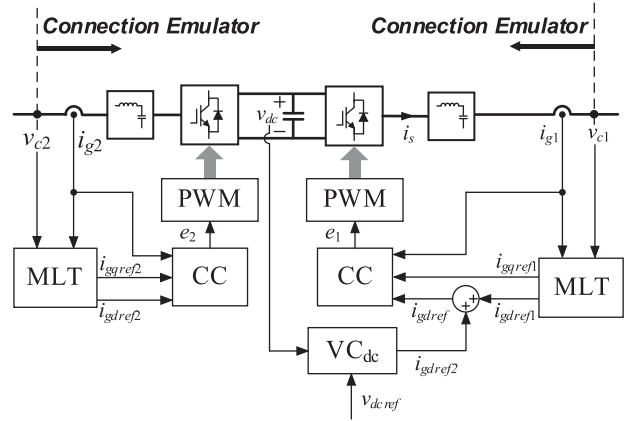 Connection Emulator
Connection Emulator
v_c2
i_g2
v_dc
+
−
i_s
i_g1
v_c1
PWM
PWM
e_2
e_1
MLT
i_gqref2
i_gdref2
CC
CC
i_gqref1
i_gdref
+
+
i_gdref1
MLT
VC_dc
i_gdref2
v_dcref